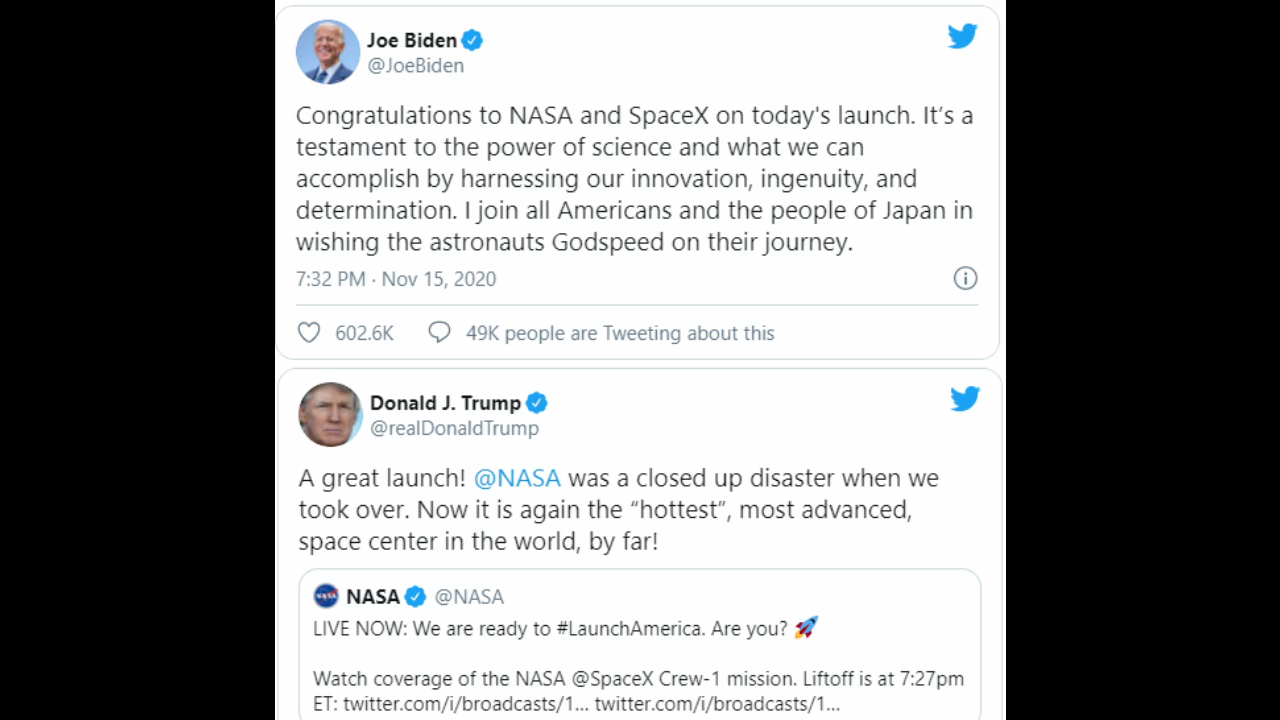 Joe Biden
@JoeBiden
Congratulations to NASA and SpaceX on today's launch. It’s a
testament to the power of science and what we can
accomplish by harnessing our innovation, ingenuity, and
determination. I join all Americans and the people of Japan in
wishing the astronauts Godspeed on their journey.
7:32 PM · Nov 15, 2020
602.6K 49K people are Tweeting about this
Donald J. Trump
@realDonaldTrump
A great launch! @NASA was a closed up disaster when we
took over. Now it is again the “hottest”, most advanced,
space center in the world, by far!
NASA @NASA
LIVE NOW: We are ready to #LaunchAmerica. Are you? 🚀
Watch coverage of the NASA @SpaceX Crew-1 mission. Liftoff is at 7:27pm
ET: twitter.com/i/broadcasts/1... twitter.com/i/broadcasts/1...